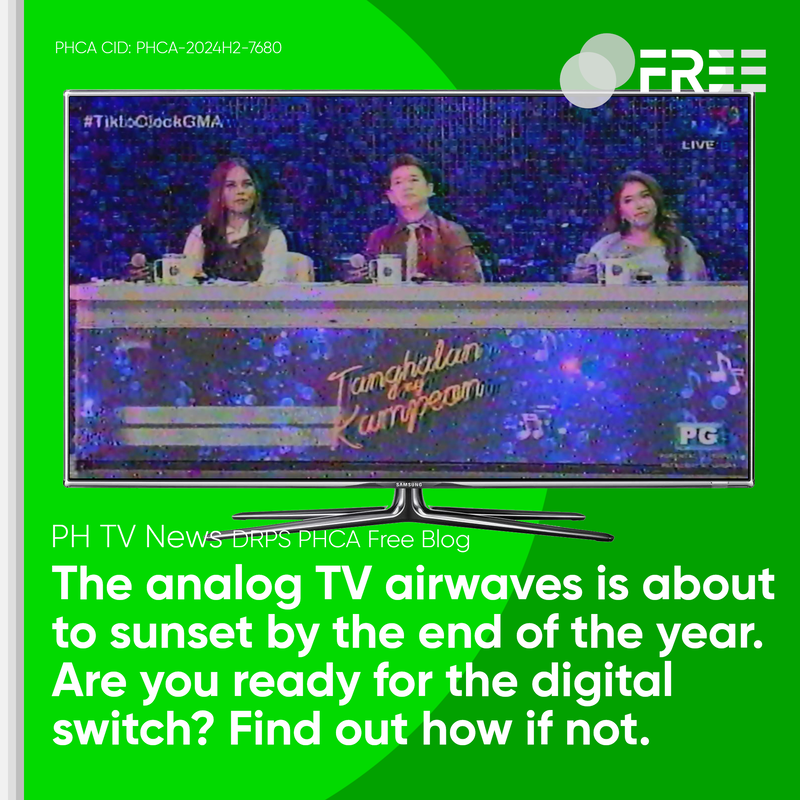 PHCA CID: PHCA-2024H2-7680
FREE
#TiktoClockGMA
LIVE
Tanghalan
ng
Kampeon
PG
SAMSUNG
PH TV News DRPS PHCA Free Blog
The analog TV airwaves is about
to sunset by the end of the year.
Are you ready for the digital
switch? Find out how if not.